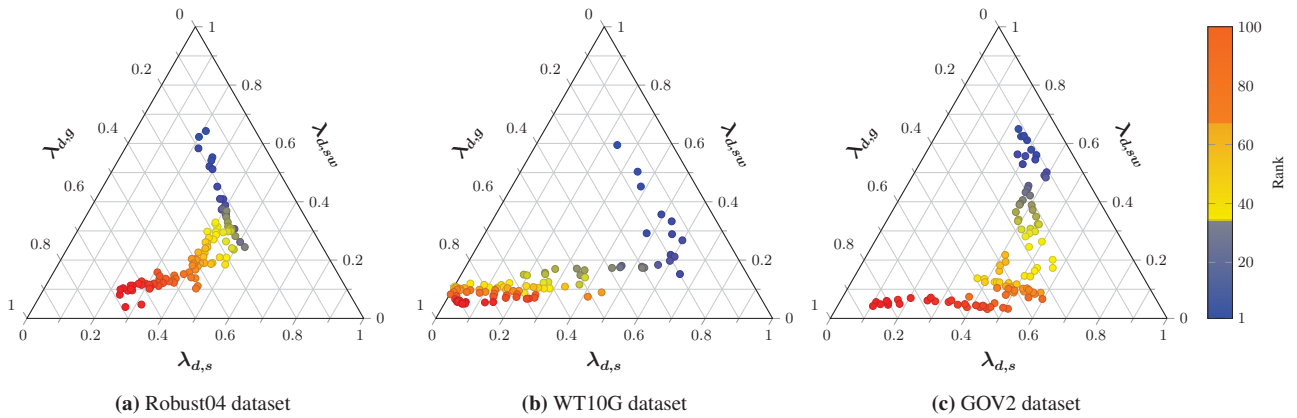 0 0 0 100
1 1 1
0.2 0.2 0.2
0.8 0.8 0.8 80
0.4 0.4 0.4
λd,g λd,g λd,g
0.6 λd,sw 0.6 λd,sw 0.6 λd,sw 60
0.6 0.6 0.6
0.4 0.4 0.4 40
Rank
0.8 0.8 0.8
0.2 0.2 0.2 20
1 0 1 0 1 0 1
0 0.2 0.4 0.6 0.8 1 0 0.2 0.4 0.6 0.8 1 0 0.2 0.4 0.6 0.8 1
λd,s λd,s λd,s
(a) Robust04 dataset (b) WT10G dataset (c) GOV2 dataset